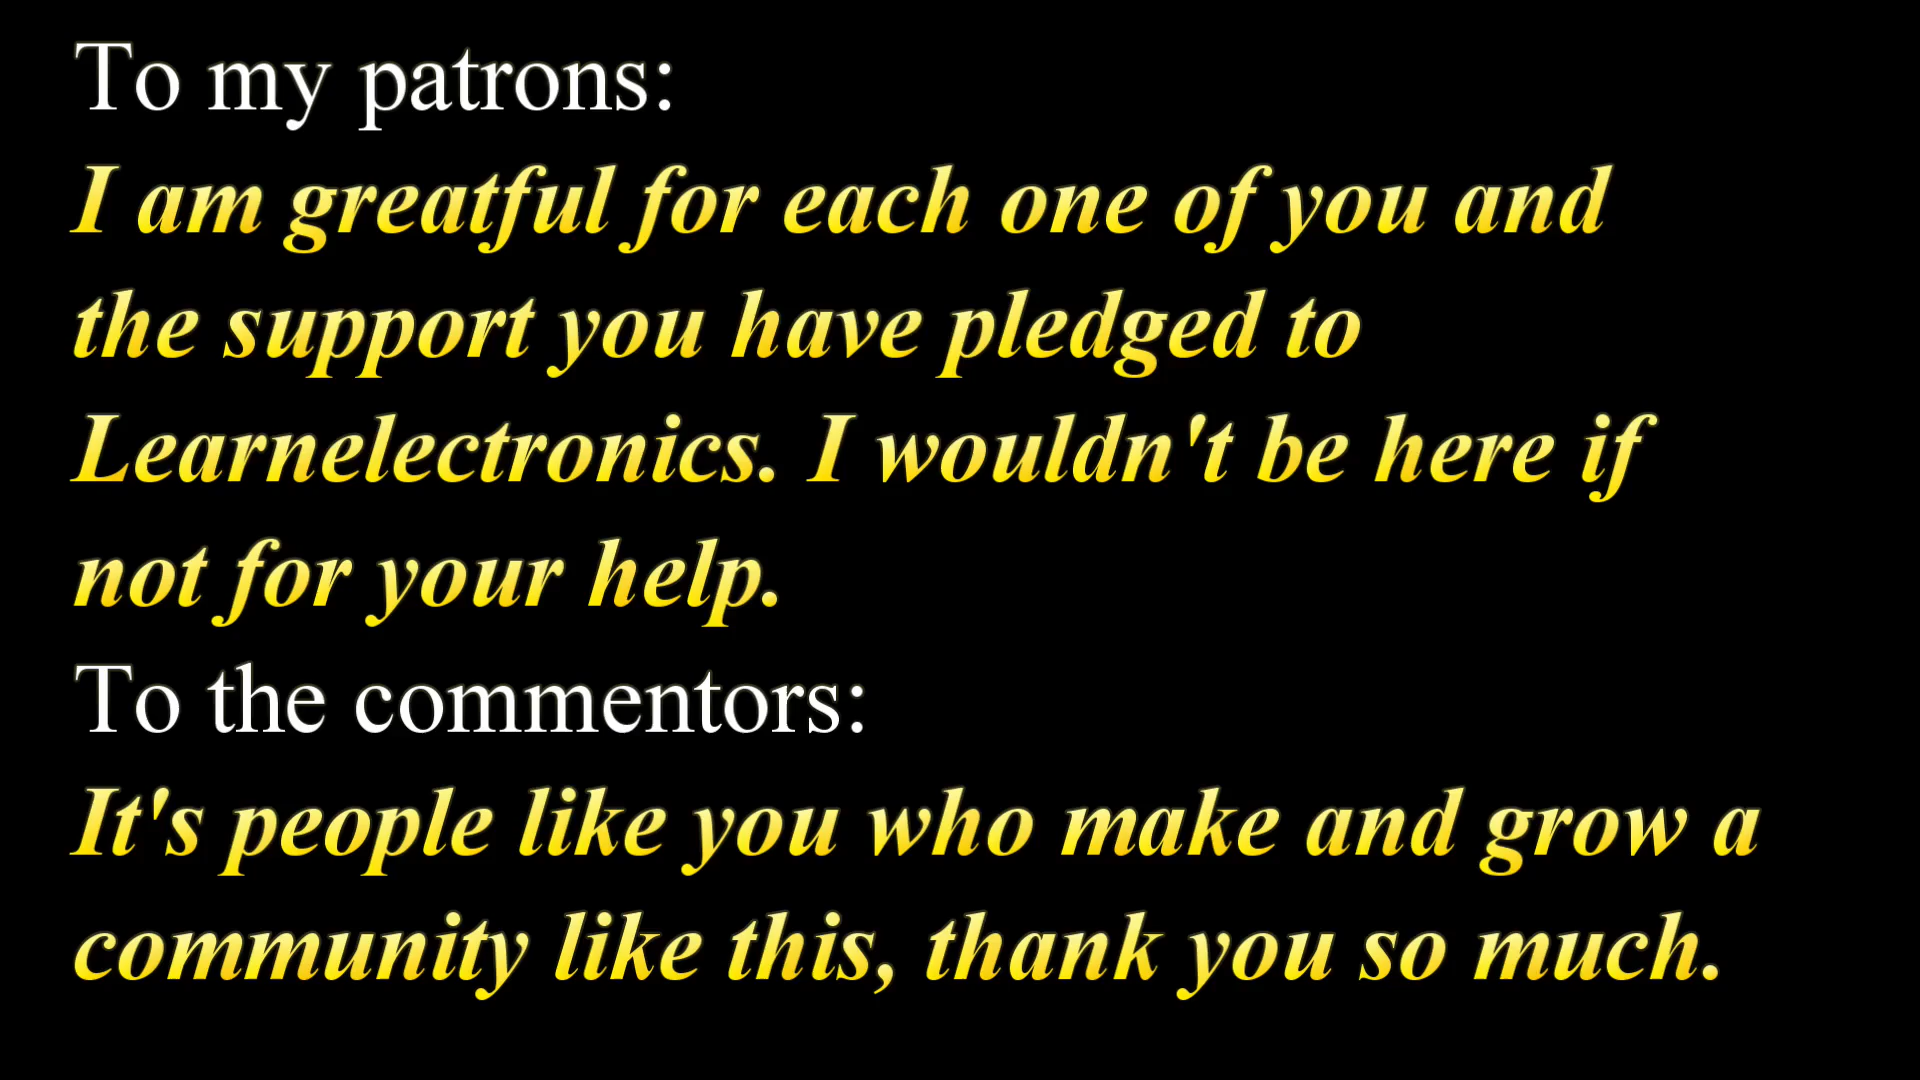 To my patrons:
I am greatful for each one of you and
the support you have pledged to
Learnelectronics. I wouldn't be here if
not for your help.
To the commentors:
It's people like you who make and grow a
community like this, thank you so much.